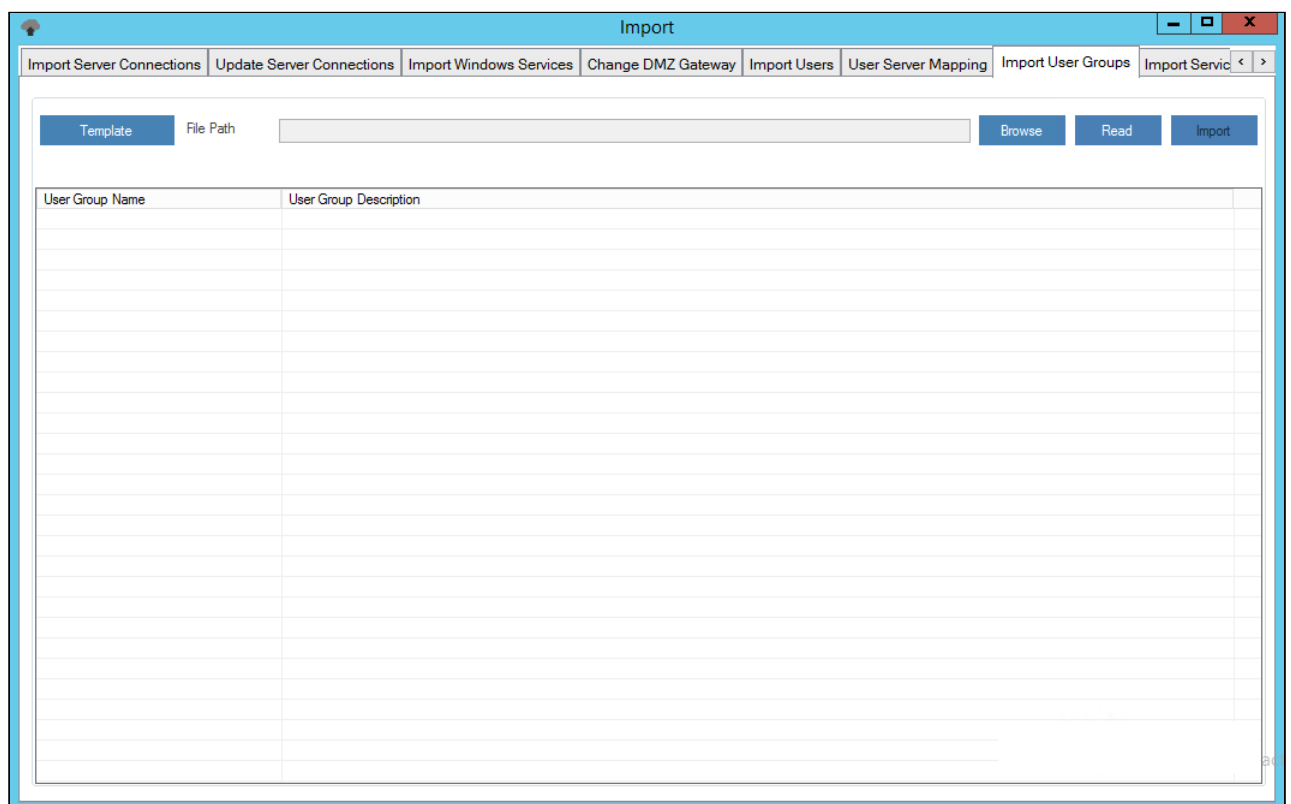 Import
Import Server Connections Update Server Connections Import Windows Services Change DMZ Gateway Import Users User Server Mapping Import User Groups Import Servic
Template File Path Browse Read Import
User Group Name User Group Description